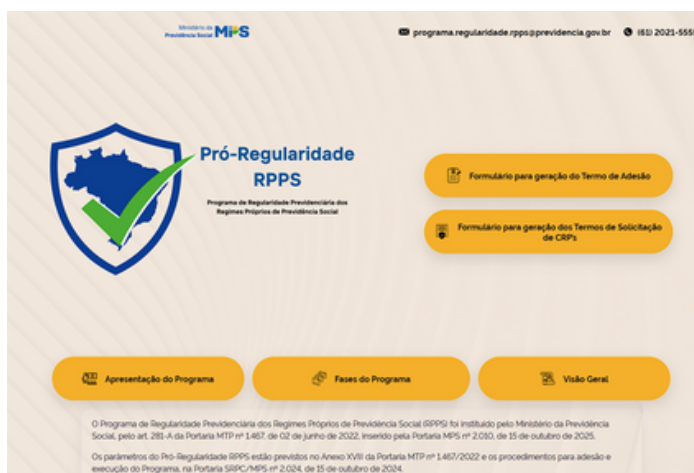 Ministério da
Previdência Social MPS
programa.regularidade.rpps@previdencia.gov.br (61) 2021-5555
Pró-Regularidade
RPPS
Programa de Regularidade Previdenciária dos
Regimes Próprios de Previdência Social
Formulário para geração do Termo de Adesão
Formulário para geração dos Termos de Solicitação
de CRP's
Apresentação do Programa
Fases do Programa
Visão Geral
O Programa de Regularidade Previdenciária dos Regimes Próprios de Previdência Social (RPPS) foi instituído pelo Ministério da Previdência
Social, pelo art. 281-A da Portaria MTP nº 1.467, de 02 de junho de 2022, inserido pela Portaria MPS nº 2.010, de 15 de outubro de 2025.
Os parâmetros do Pró-Regularidade RPPS estão previstos no Anexo XVIII da Portaria MTP nº 1.467/2022 e os procedimentos para adesão e
execução do Programa, na Portaria SRPC/MPS nº 2.024, de 15 de outubro de 2024.